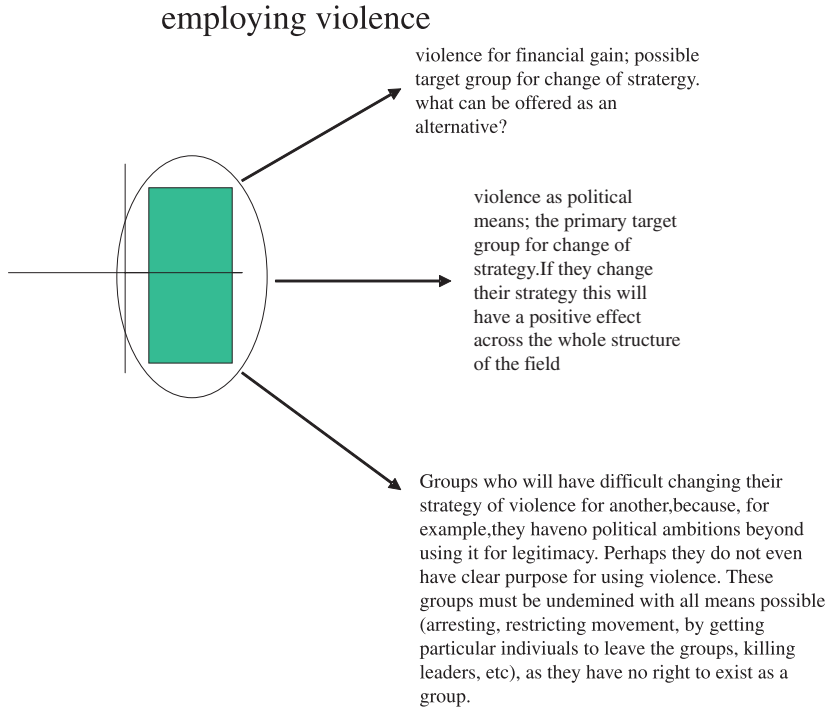 employing violence
violence for financial gain; possible
target group for change of stratergy.
what can be offered as an
alternative?
violence as political
means; the primary target
group for change of
strategy.If they change
their strategy this will
have a positive effect
across the whole structure
of the field
Groups who will have difficult changing their
strategy of violence for another,because, for
example,they haveno political ambitions beyond
using it for legitimacy. Perhaps they do not even
have clear purpose for using violence. These
groups must be undemined with all means possible
(arresting, restricting movement, by getting
particular indiviuals to leave the groups, killing
leaders, etc), as they have no right to exist as a
group.